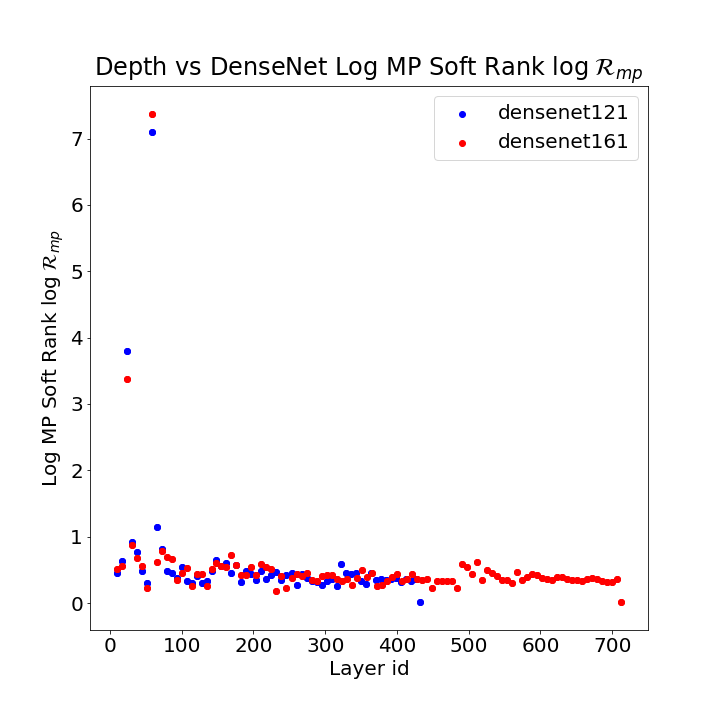 Depth vs DenseNet Log MP Soft Rank log ℛmp
densenet121
densenet161
Log MP Soft Rank log ℛmp
7
6
5
4
3
2
1
0
0 100 200 300 400 500 600 700
Layer id